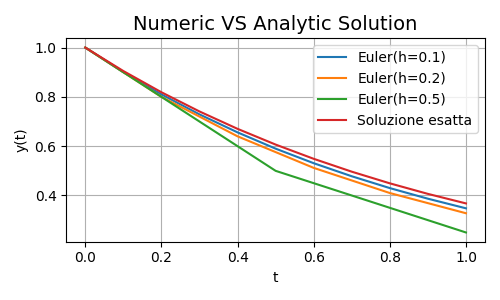 Numeric VS Analytic Solution
1.0
0.8
0.6
0.4
y(t)
Euler(h=0.1)
Euler(h=0.2)
Euler(h=0.5)
Soluzione esatta
0.0
0.2
0.4
0.6
0.8
1.0
t